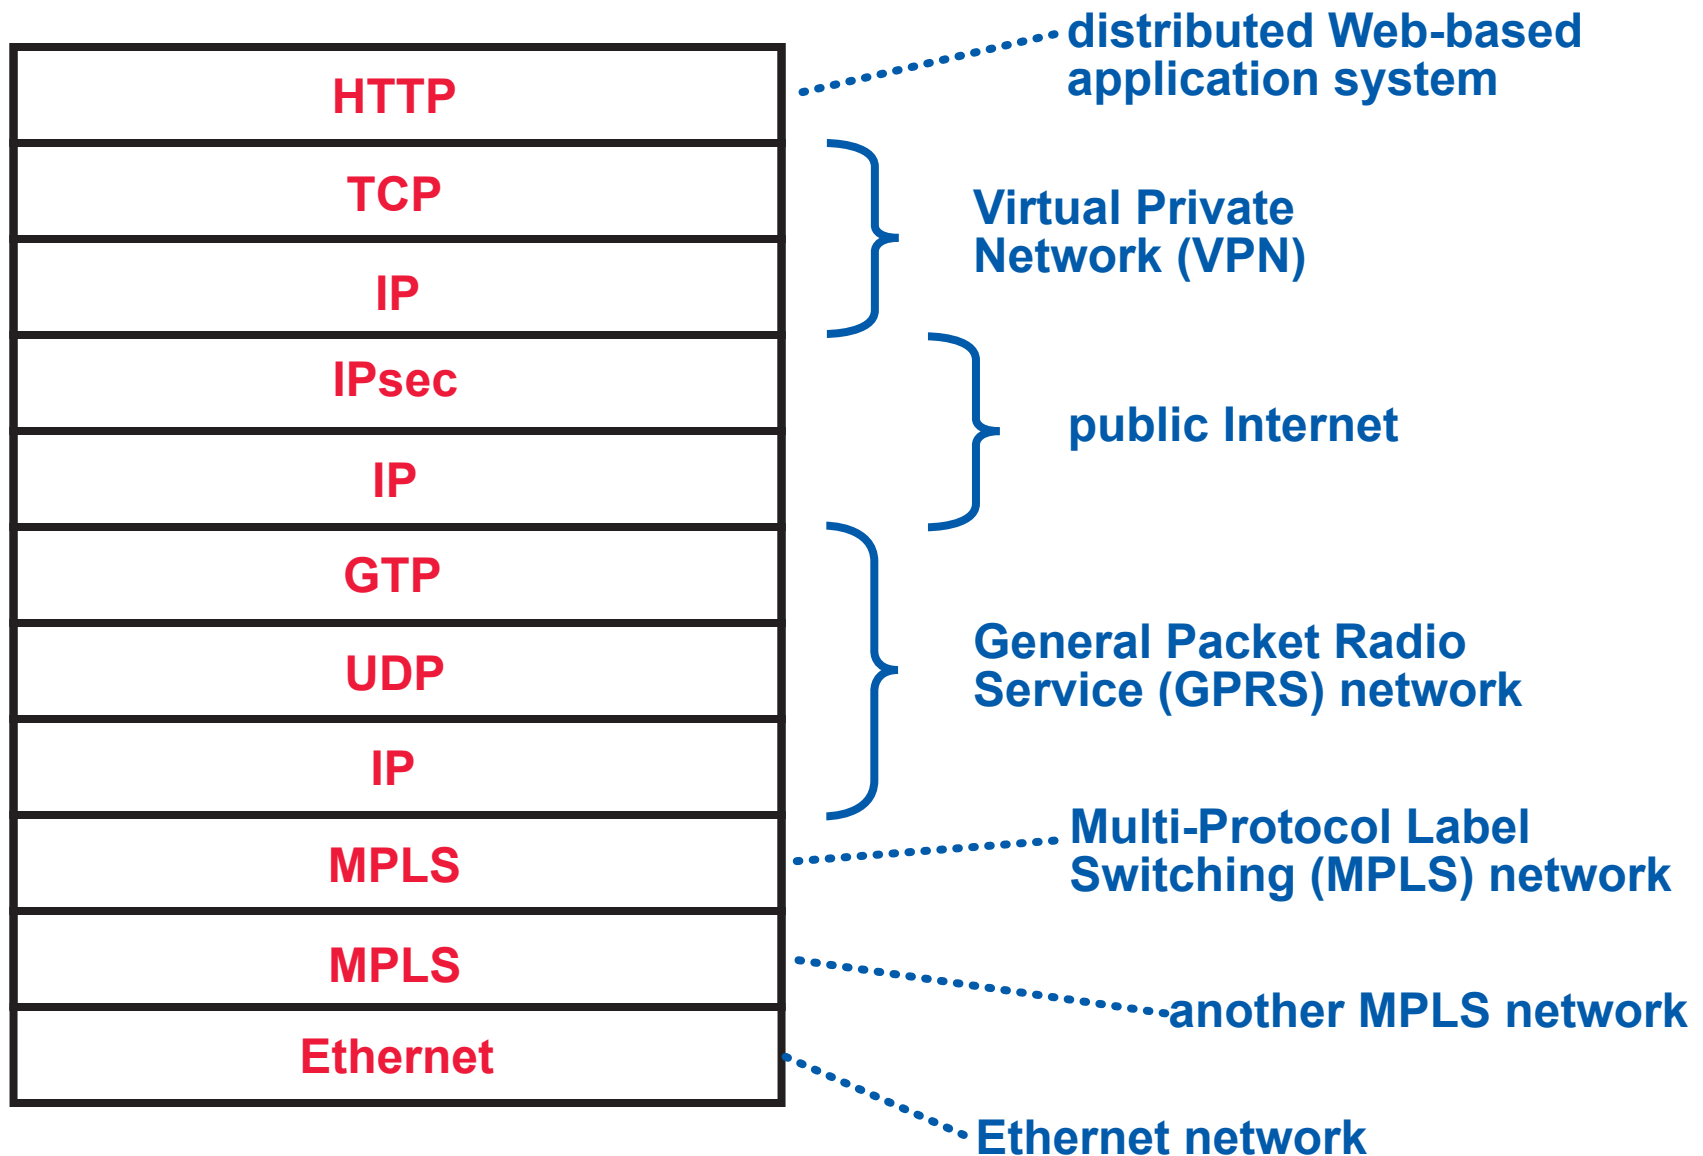 HTTP
distributed Web-based
application system
TCP
IP
Virtual Private
Network (VPN)
IPsec
IP
public Internet
GTP
UDP
IP
General Packet Radio
Service (GPRS) network
MPLS
Multi-Protocol Label
Switching (MPLS) network
MPLS
another MPLS network
Ethernet
Ethernet network